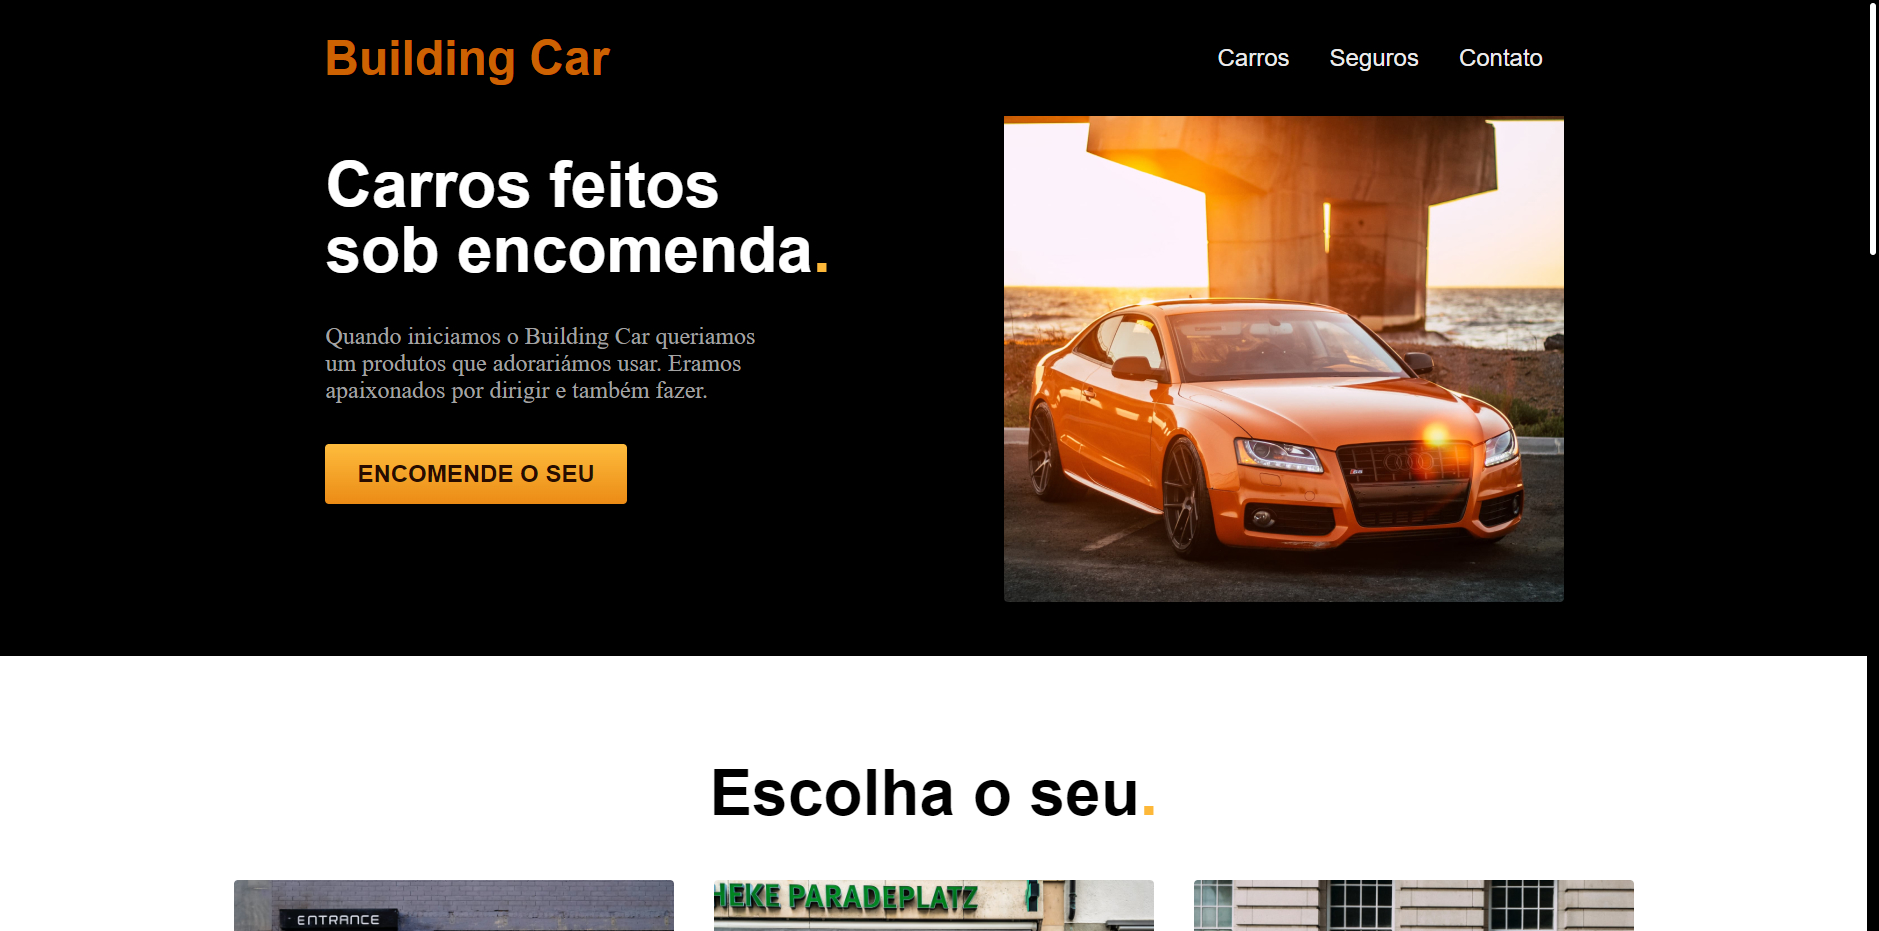 Building Car
Carros Seguros Contato
Carros feitos
sob encomenda.
Quando iniciamos o Building Car queriamos
um produtos que adorariámos usar. Eramos
apaixonados por dirigir e também fazer.
ENCOMENDE O SEU
Escolha o seu.
ENTRANCE
HEKE PARADEPLATZ